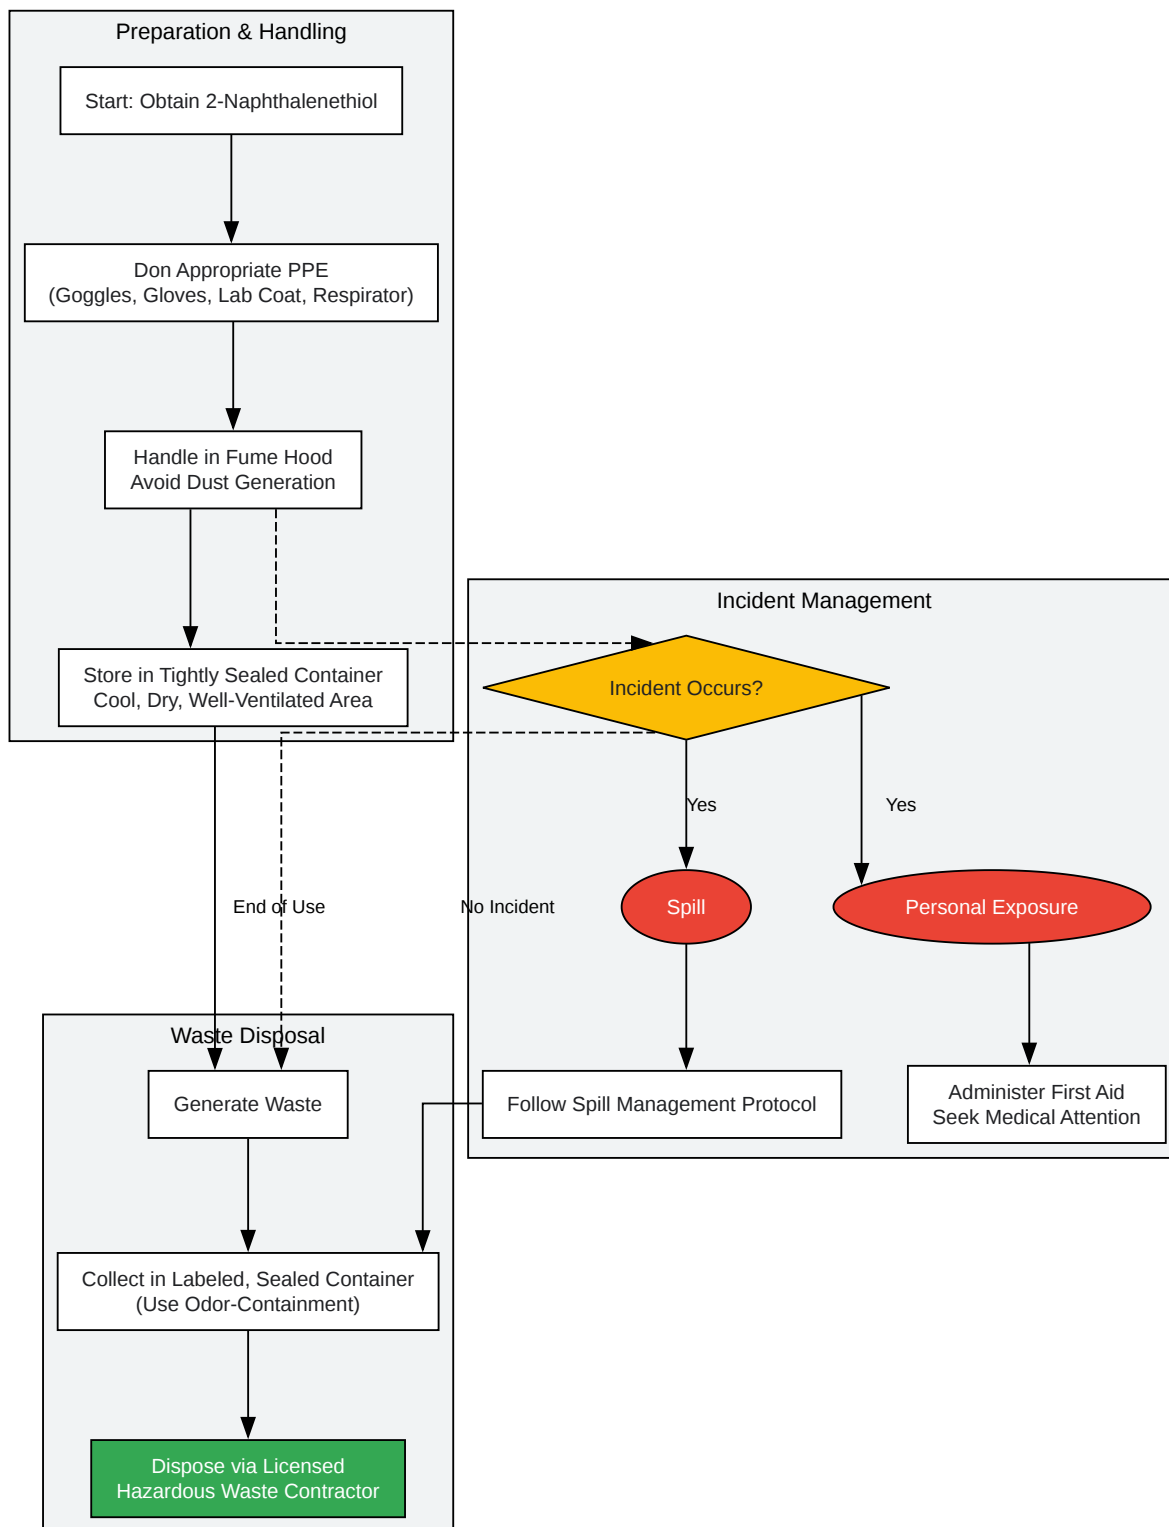 Preparation & Handling
Start: Obtain 2-Naphthalenethiol
Don Appropriate PPE
(Goggles, Gloves, Lab Coat, Respirator)
Handle in Fume Hood
Avoid Dust Generation
Store in Tightly Sealed Container
Cool, Dry, Well-Ventilated Area
Incident Management
Incident Occurs?
Yes
Yes
End of Use
No Incident
Spill
Personal Exposure
Waste Disposal
Generate Waste
Follow Spill Management Protocol
Administer First Aid
Seek Medical Attention
Collect in Labeled, Sealed Container
(Use Odor-Containment)
Dispose via Licensed
Hazardous Waste Contractor